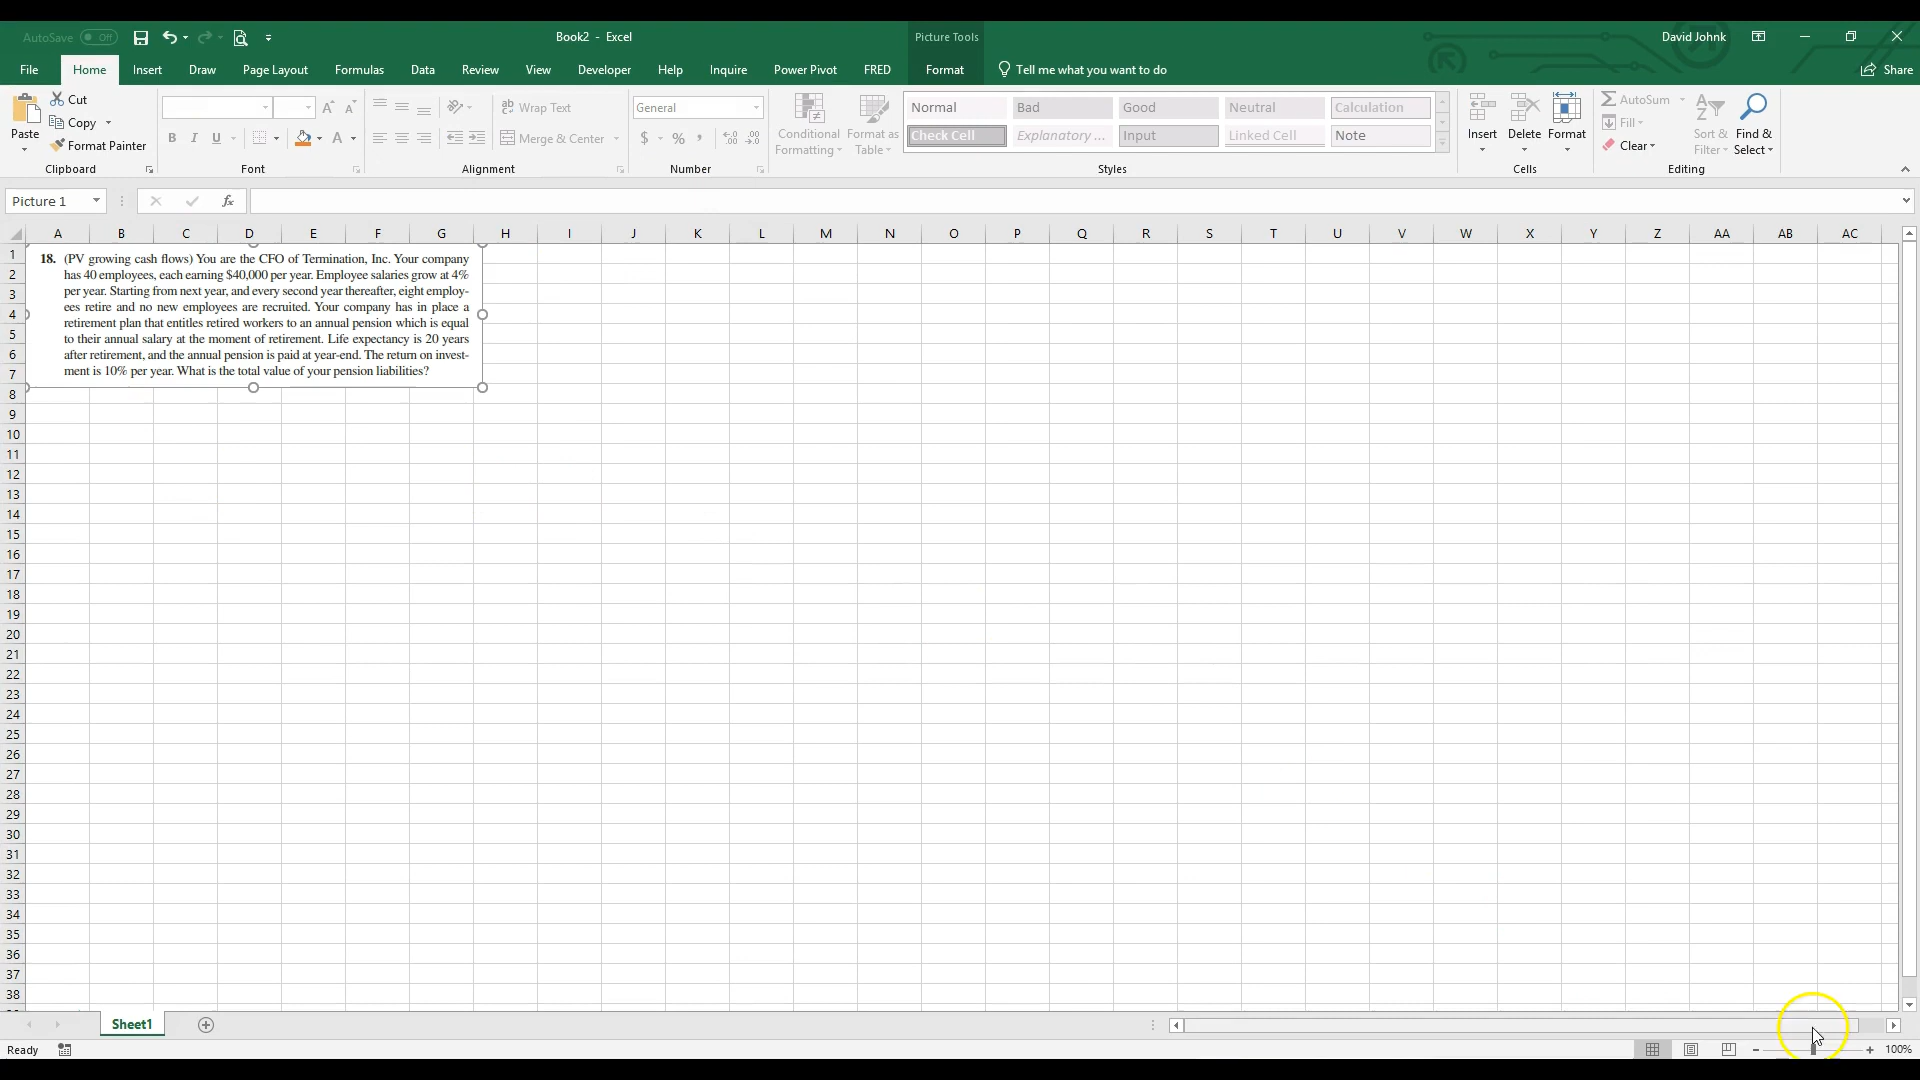 AutoSave Off Book2 - Excel Picture Tools David Johnk
File Home Insert Draw Page Layout Formulas Data Review View Developer Help Inquire Power Pivot FRED Format Tell me what you want to do Share
Paste Cut Copy Format Painter
Clipboard
B I U A
Font
Wrap Text
Merge & Center
Alignment
General
$ % ,
Number
Conditional Formatting Format as Table
Normal Bad Good Neutral Calculation
Check Cell Explanatory ... Input Linked Cell Note
Styles
Insert Delete Format
Cells
AutoSum Fill Clear Sort & Filter Find & Select
Editing
Picture 1 fx
A B C D E F G H I J K L M N O P Q R S T U V W X Y Z AA AB AC
18. (PV growing cash flows) You are the CFO of Termination, Inc. Your company
has 40 employees, each earning $40,000 per year. Employee salaries grow at 4%
per year. Starting from next year, and every second year thereafter, eight employ-
ees retire and no new employees are recruited. Your company has in place a
retirement plan that entitles retired workers to an annual pension which is equal
to their annual salary at the moment of retirement. Life expectancy is 20 years
after retirement, and the annual pension is paid at year-end. The return on invest-
ment is 10% per year. What is the total value of your pension liabilities?
1
2
3
4
5
6
7
8
9
10
11
12
13
14
15
16
17
18
19
20
21
22
23
24
25
26
27
28
29
30
31
32
33
34
35
36
37
38
Sheet1
Ready 100%